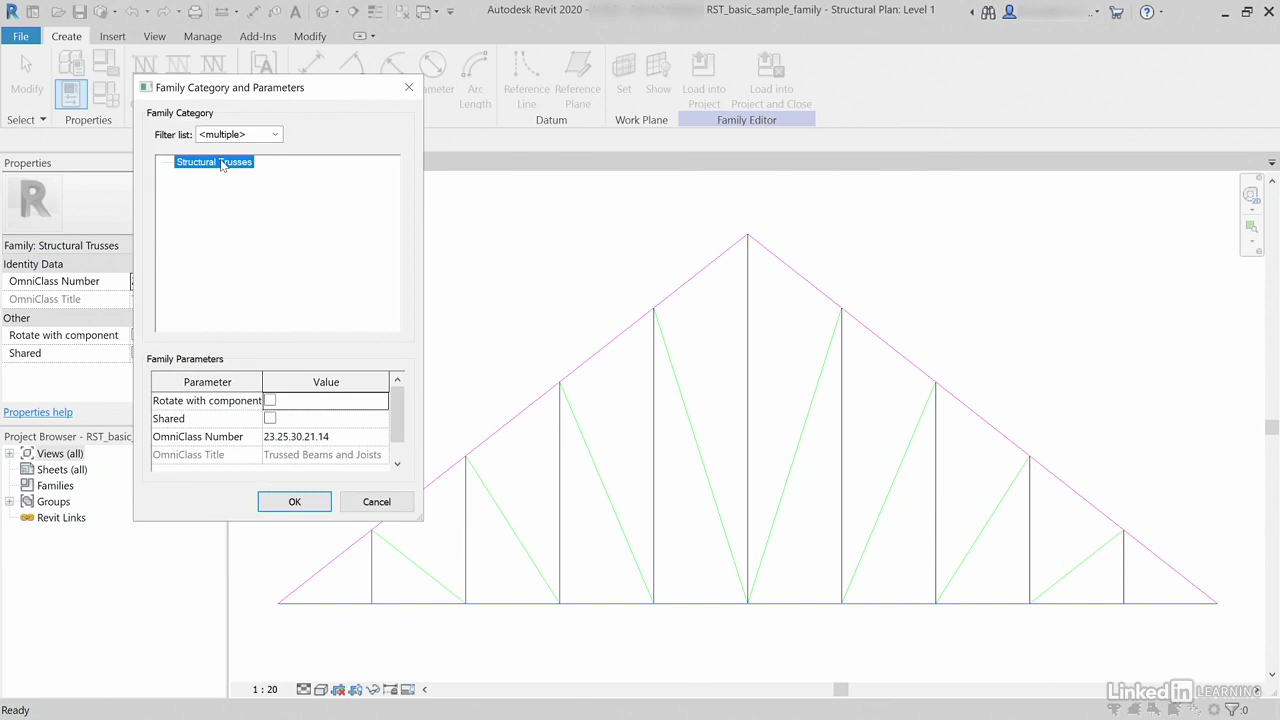 Autodesk Revit 2020 -
RST_basic_sample_family - Structural Plan: Level 1
File
Create
Insert
View
Manage
Add-Ins
Modify
Modify
Arc
Length
Reference
Line
Reference
Plane
Set
Show
Load into
Project
Load into
Project and Close
Select
Properties
Datum
Work Plane
Family Editor
Properties
Family: Structural Trusses
Identity Data
OmniClass Number
OmniClass Title
Other
Rotate with component
Shared
Properties help
Project Browser - RST_basic_
Views (all)
Sheets (all)
Families
Groups
Revit Links
Family Category and Parameters
Family Category
Filter list: <multiple>
Structural Trusses
Family Parameters
Parameter Value
Rotate with component
Shared
OmniClass Number 23.25.30.21.14
OmniClass Title Trussed Beams and Joists
OK
Cancel
1 : 20
Ready
:0
Linked in LEARNING